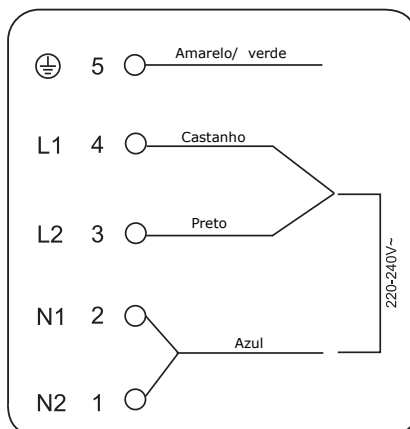 5 Amarelo/ verde
L1 4 Castanho
L2 3 Preto
220-240V~
N1 2
Azul
N2 1